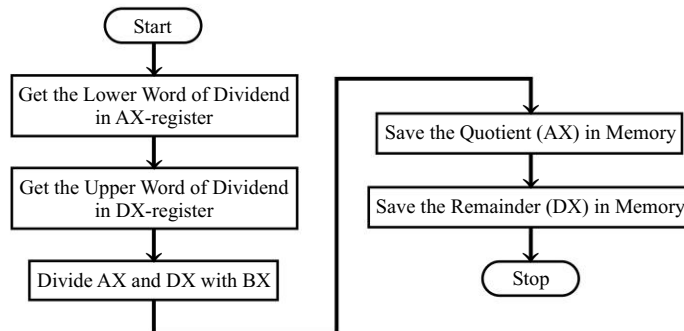 Start
Get the Lower Word of Dividend
in AX-register
Get the Upper Word of Dividend
in DX-register
Divide AX and DX with BX
Save the Quotient (AX) in Memory
Save the Remainder (DX) in Memory
Stop